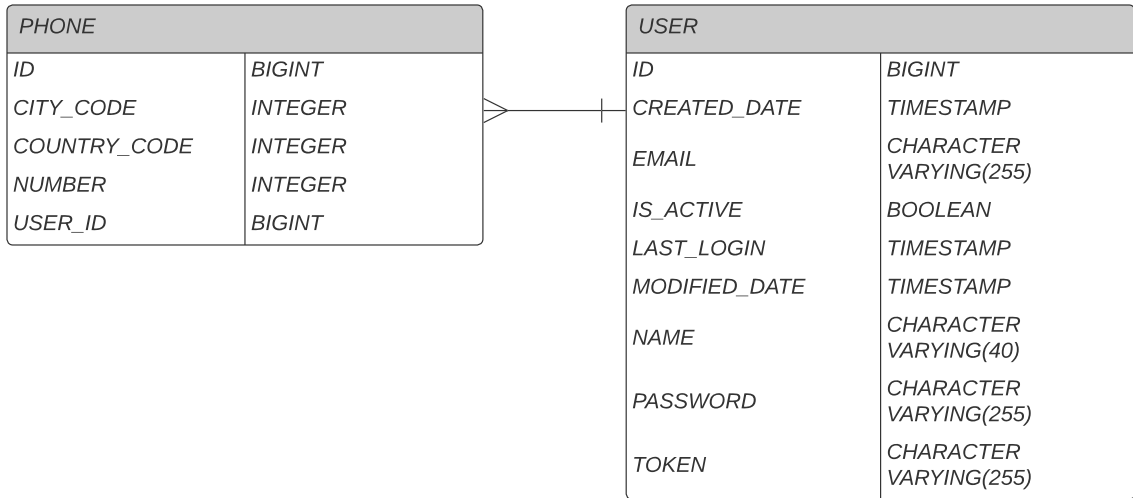 PHONE
ID BIGINT
CITY_CODE INTEGER
COUNTRY_CODE INTEGER
NUMBER INTEGER
USER_ID BIGINT
USER
ID BIGINT
CREATED_DATE TIMESTAMP
EMAIL CHARACTER
VARYING(255)
IS_ACTIVE BOOLEAN
LAST_LOGIN TIMESTAMP
MODIFIED_DATE TIMESTAMP
NAME CHARACTER
VARYING(40)
PASSWORD CHARACTER
VARYING(255)
TOKEN CHARACTER
VARYING(255)